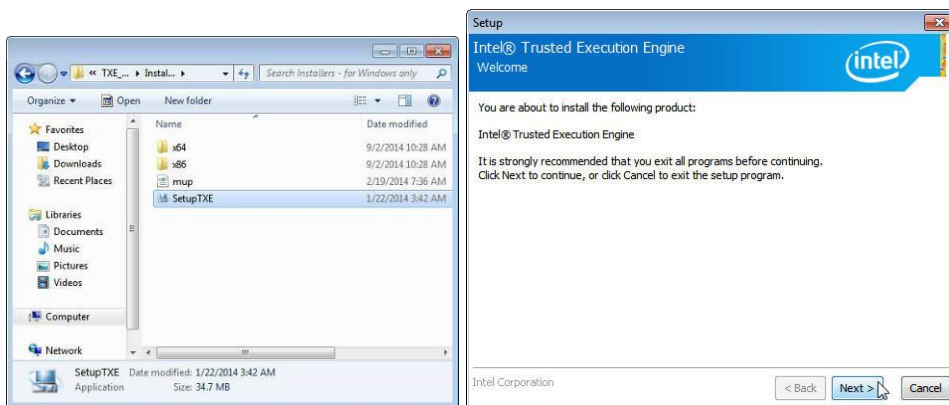 « TXE_... ▸ Instal... ▸
Search Installers - for Windows only
Organize
Open
New folder
Favorites
Desktop
Downloads
Recent Places
Libraries
Documents
Music
Pictures
Videos
Computer
Network
Name
Date modified
x64
9/2/2014 10:28 AM
x86
9/2/2014 10:28 AM
mup
2/19/2014 7:36 AM
SetupTXE
1/22/2014 3:42 AM
SetupTXE Date modified: 1/22/2014 3:42 AM
Application Size: 34.7 MB
Setup
Intel® Trusted Execution Engine
Welcome
intel
You are about to install the following product:
Intel® Trusted Execution Engine
It is strongly recommended that you exit all programs before continuing.
Click Next to continue, or click Cancel to exit the setup program.
Intel Corporation
< Back
Next >
Cancel